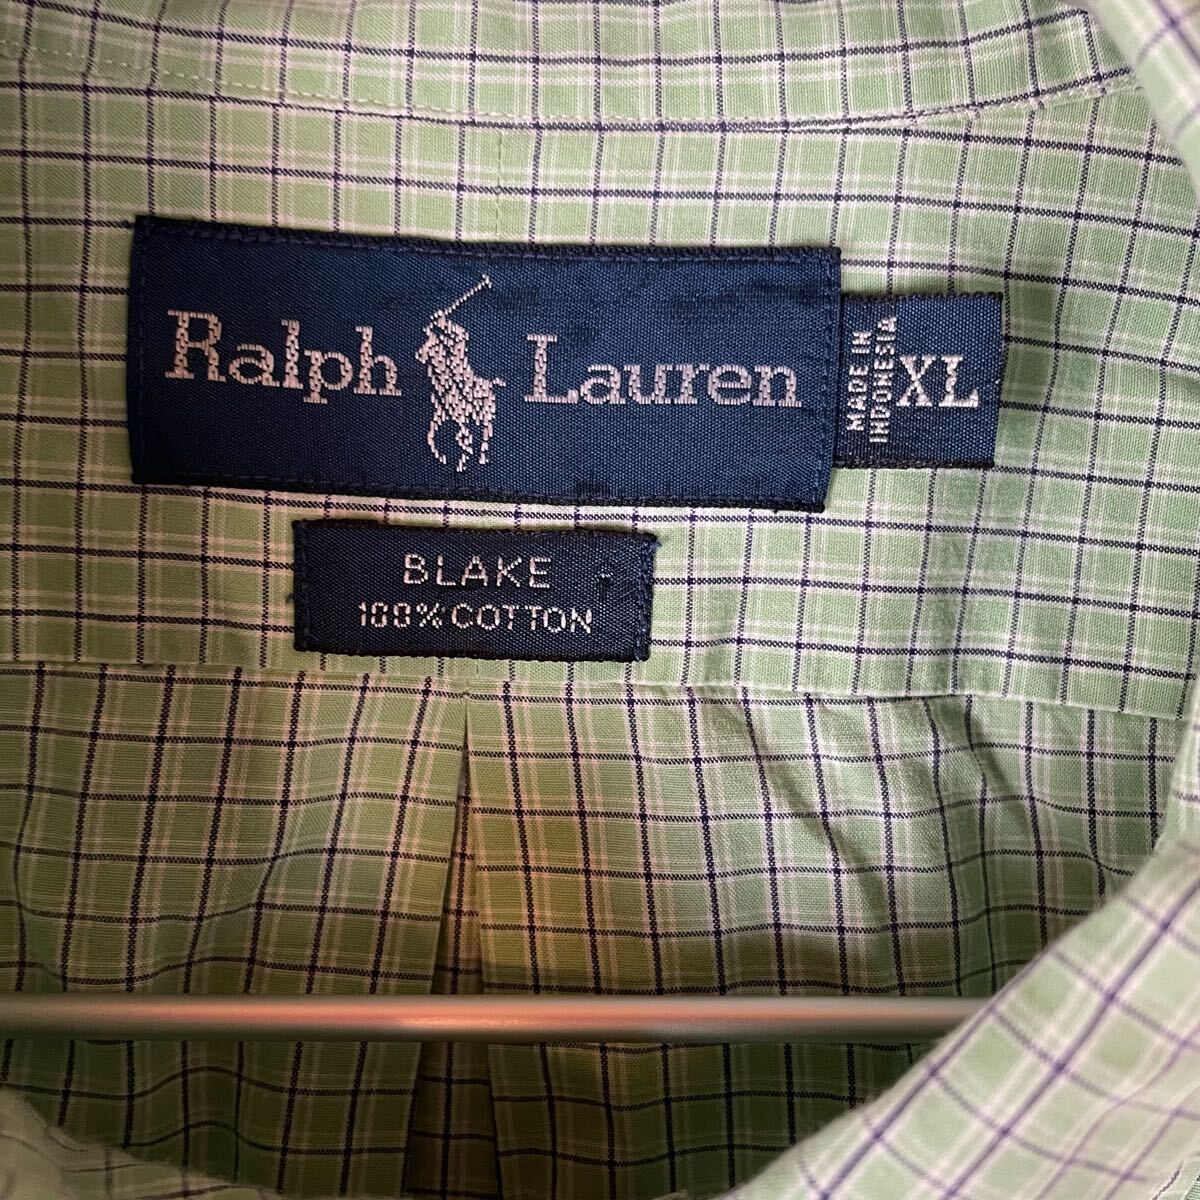 Ralph Lauren
MADE IN
INDONESIA
XL
BLAKE
100% COTTON